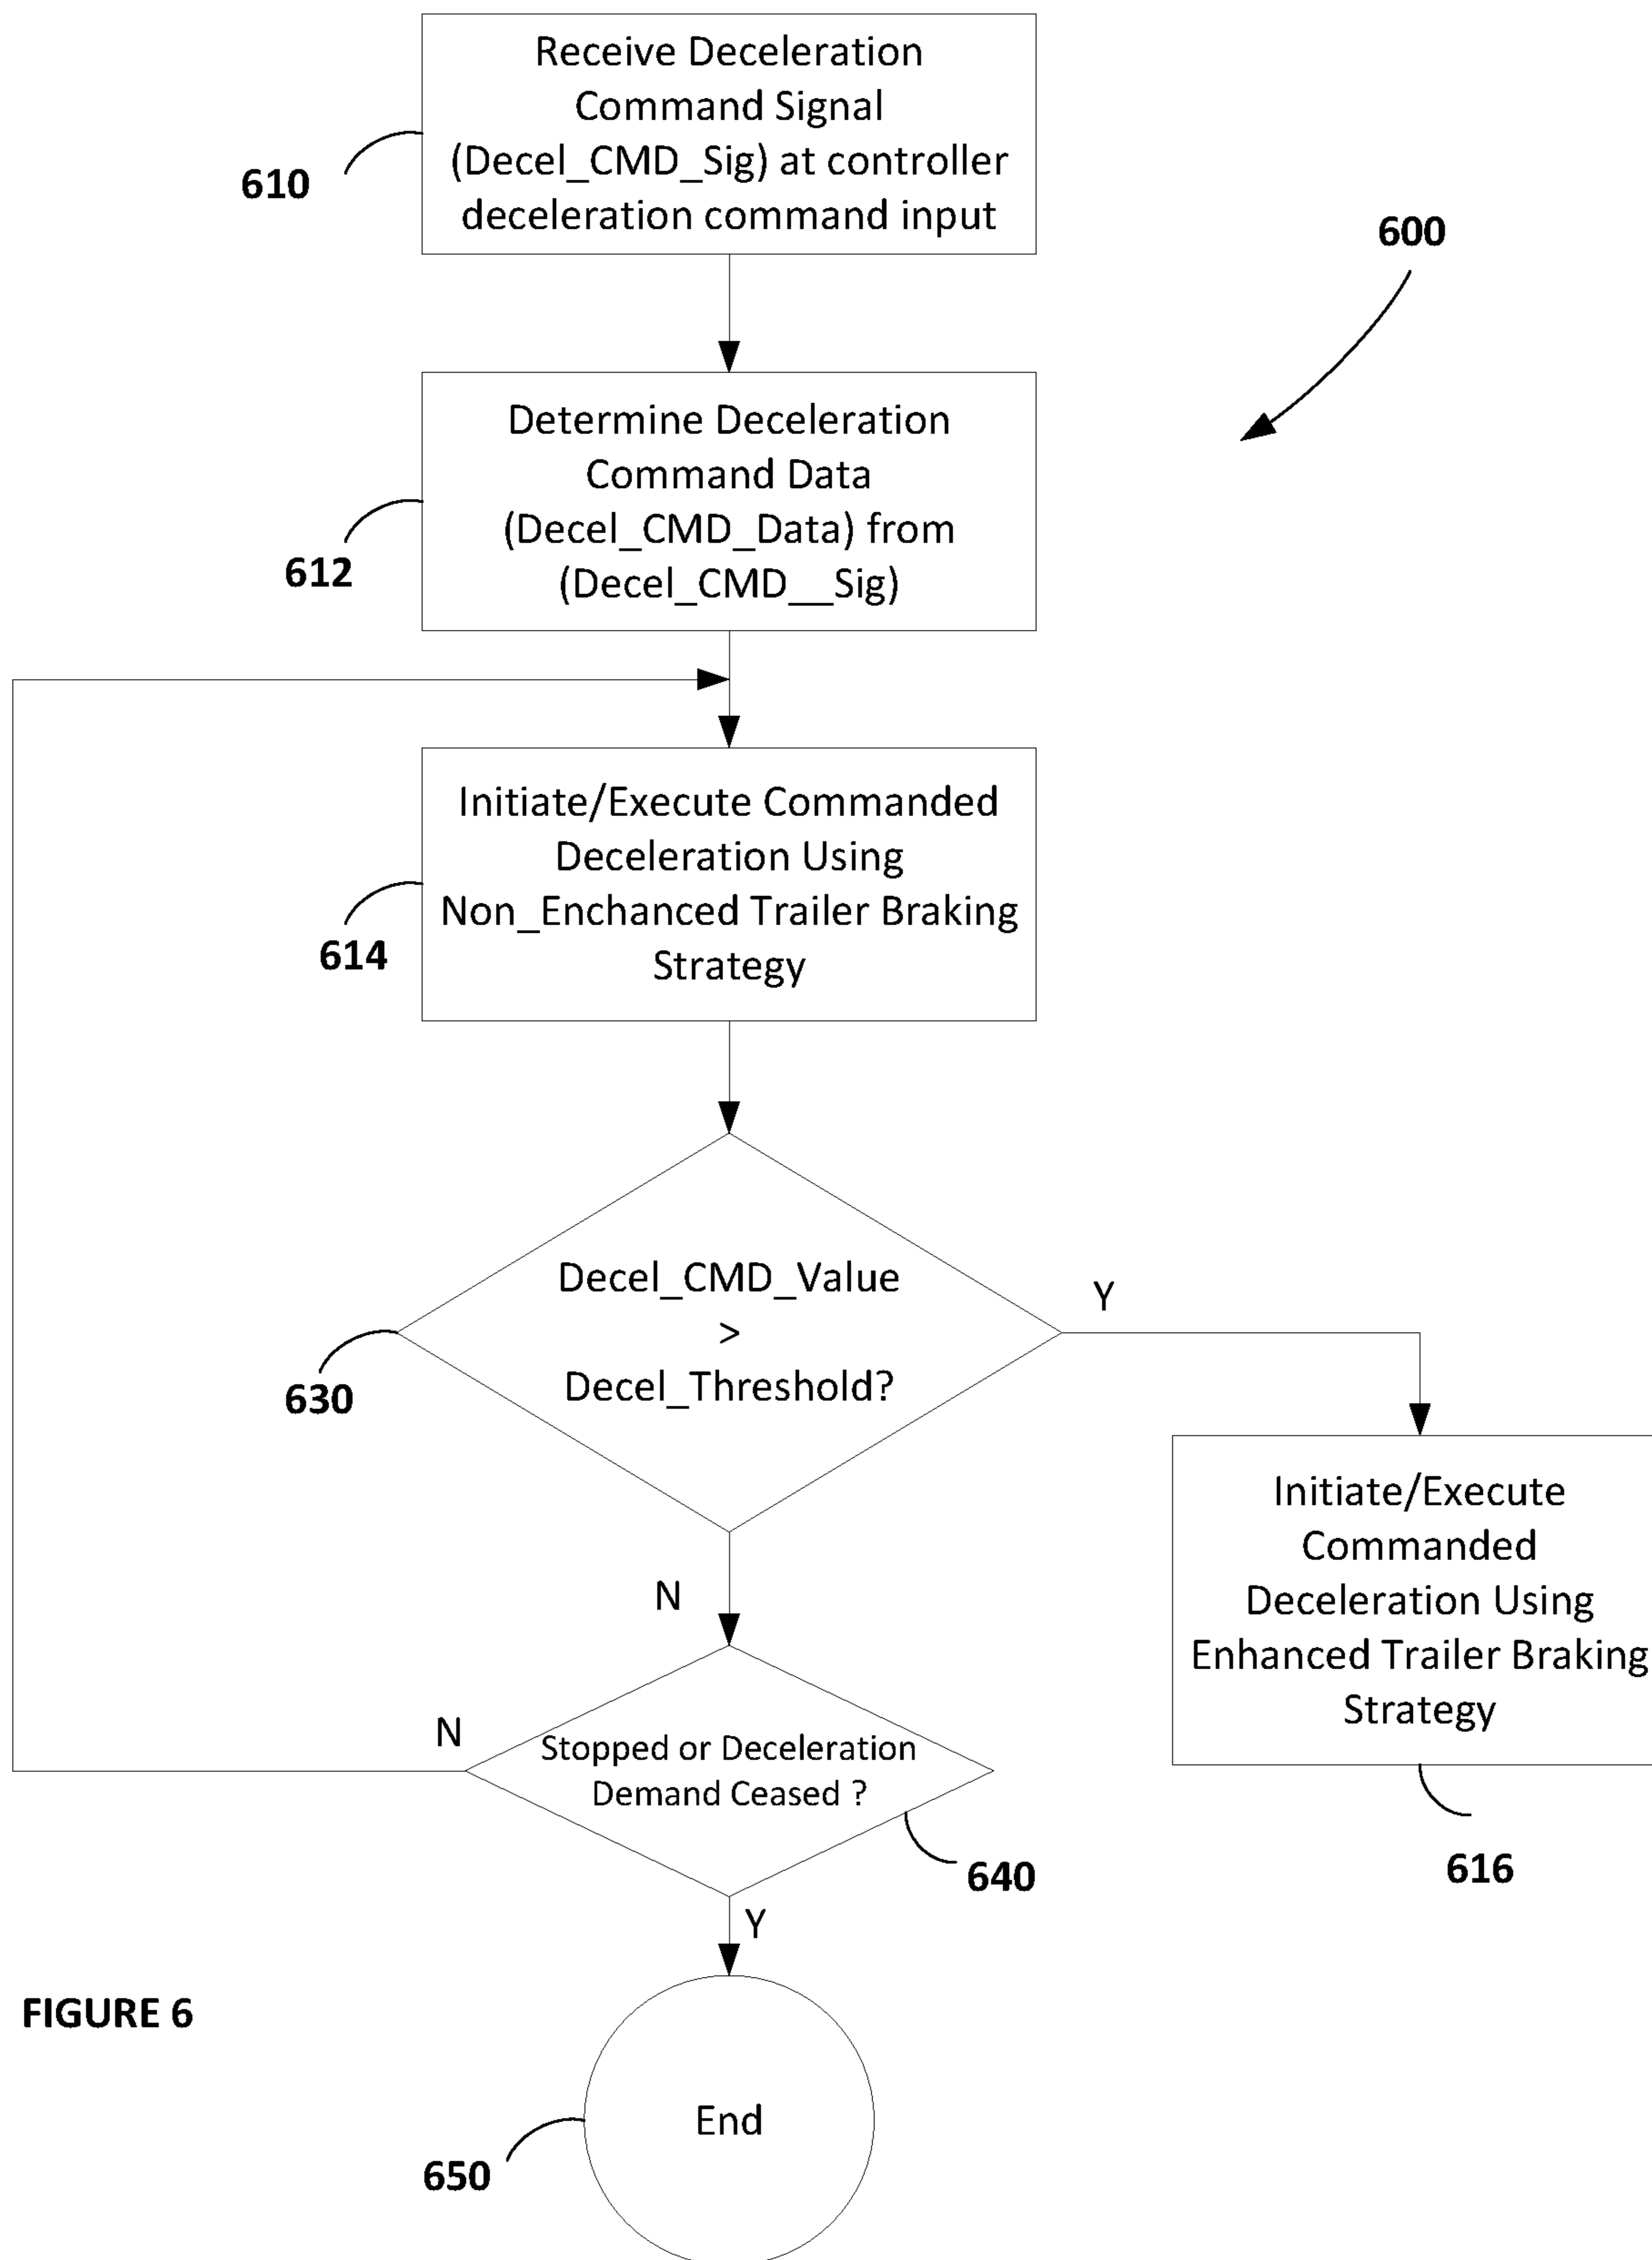 Receive Deceleration
Command Signal
(Decel_CMD_Sig) at controller
deceleration command input
610
600
Determine Deceleration
Command Data
(Decel_CMD_Data) from
(Decel_CMD__Sig)
612
Initiate/Execute Commanded
Deceleration Using
Non_Enchanced Trailer Braking
Strategy
614
Decel_CMD_Value
>
Decel_Threshold?
Y
630
Initiate/Execute
Commanded
Deceleration Using
Enhanced Trailer Braking
Strategy
616
N
N
Stopped or Deceleration
Demand Ceased ?
640
Y
FIGURE 6
End
650